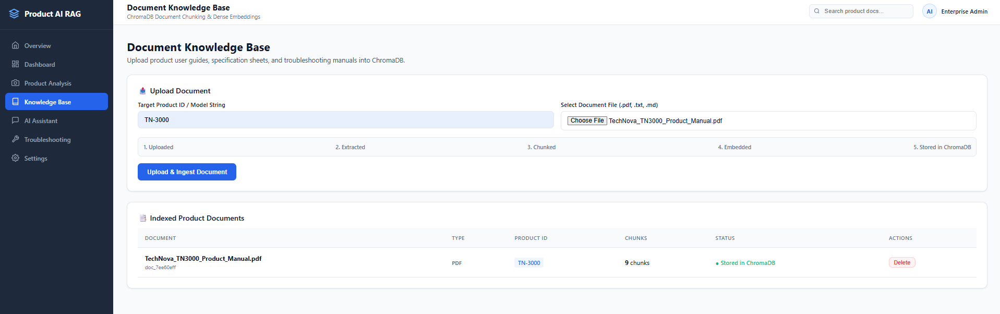 Product AI RAG
Overview
Dashboard
Product Analysis
Knowledge Base
AI Assistant
Troubleshooting
Settings
Document Knowledge Base
ChromaDB Document Chunking & Dense Embeddings
Search product docs...
AI
Enterprise Admin
Document Knowledge Base
Upload product user guides, specification sheets, and troubleshooting manuals into ChromaDB.
Upload Document
Target Product ID / Model String
TN-3000
Select Document File (.pdf, .txt, .md)
Choose File TechNova_TN3000_Product_Manual.pdf
1. Uploaded 2. Extracted 3. Chunked 4. Embedded 5. Stored in ChromaDB
Upload & Ingest Document
Indexed Product Documents
DOCUMENT TYPE PRODUCT ID CHUNKS STATUS ACTIONS
TechNova_TN3000_Product_Manual.pdf
doc_7ee60eff
PDF TN-3000 9 chunks ● Stored in ChromaDB Delete